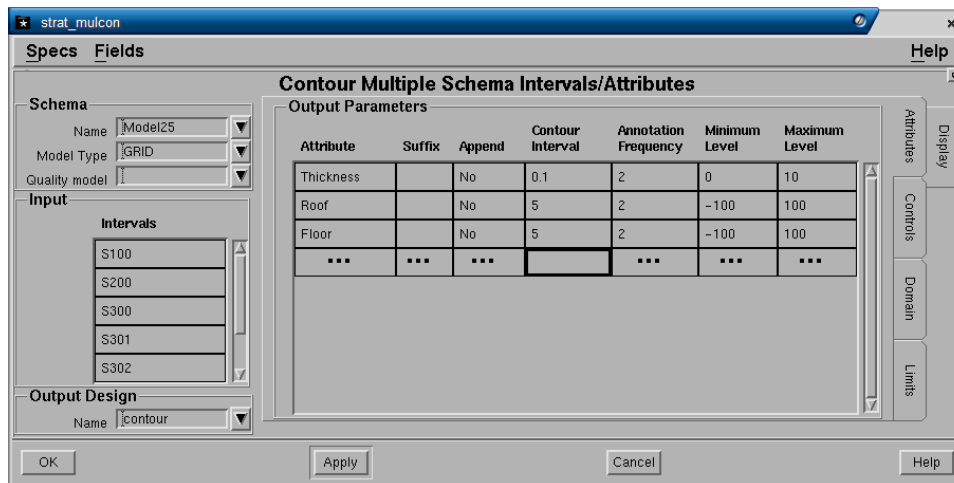 strat_mulcon
Specs Fields Help
Contour Multiple Schema Intervals/Attributes
Schema
Name Model25
Model Type GRID
Quality model
Input
Intervals
S100
S200
S300
S301
S302
Output Design
Name contour
Output Parameters
Attribute Suffix Append Contour Interval Annotation Frequency Minimum Level Maximum Level
Thickness No 0.1 2 0 10
Roof No 5 2 -100 100
Floor No 5 2 -100 100
... ... ... ... ... ...
Attributes
Controls
Domain
Limits
Display
OK Apply Cancel Help